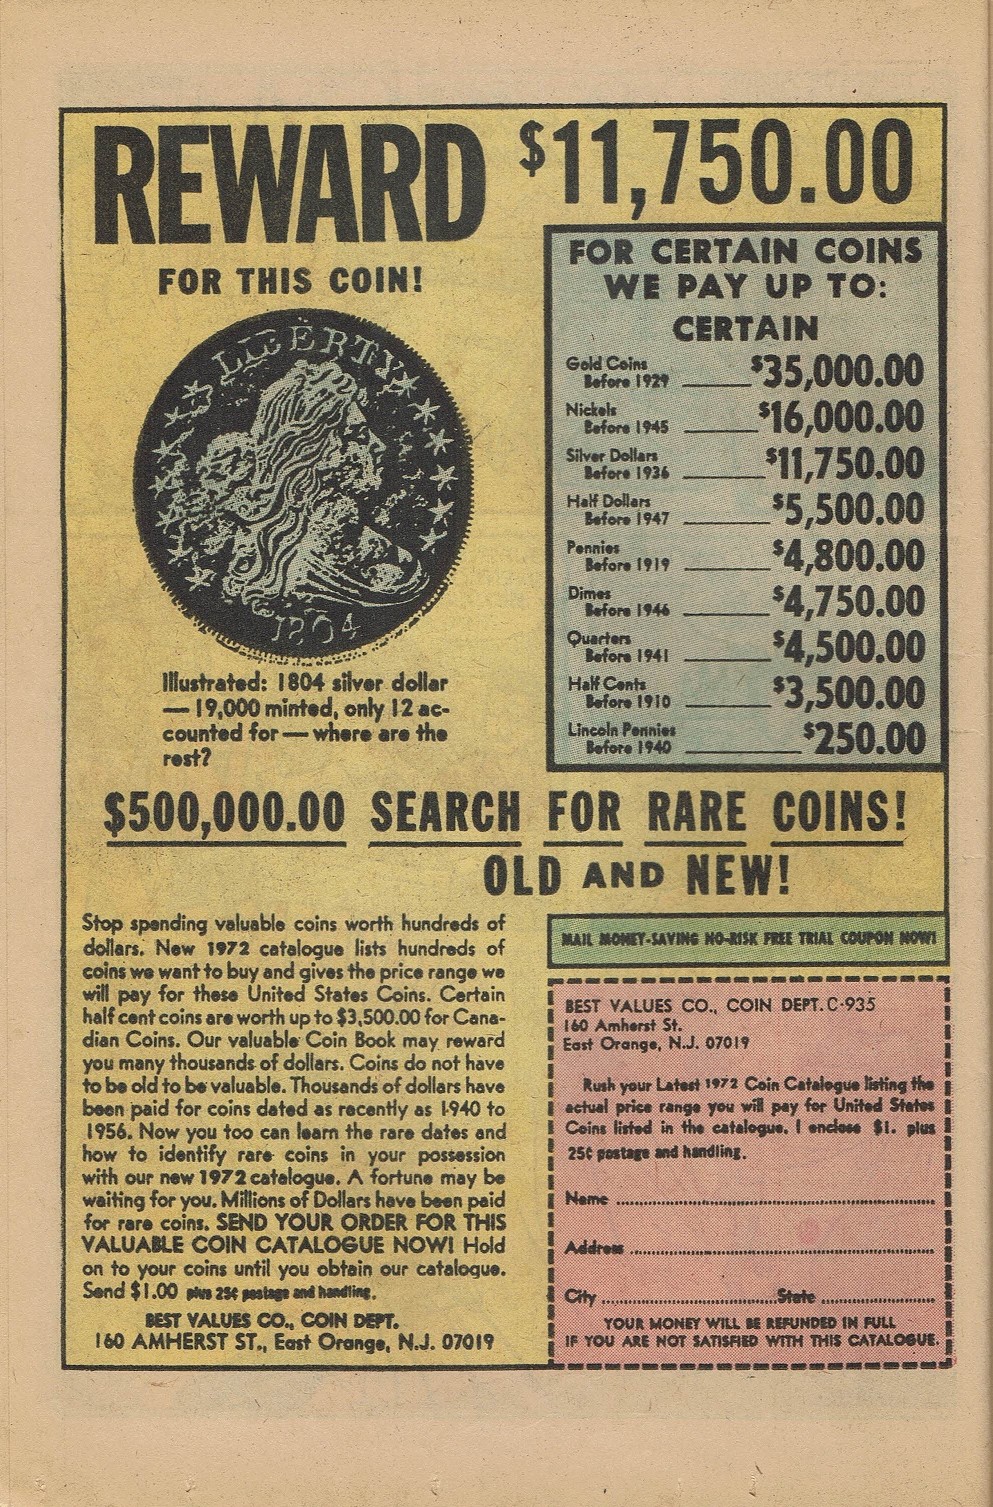 REWARD $11,750.00
FOR THIS COIN!
LIBERTY
1804
Illustrated: 1804 silver dollar
— 19,000 minted, only 12 ac-
counted for — where are the
rest?
FOR CERTAIN COINS
WE PAY UP TO:
CERTAIN
Gold Coins
Before 1929 $35,000.00
Nickels
Before 1945 $16,000.00
Silver Dollars
Before 1936 $11,750.00
Half Dollars
Before 1947 $5,500.00
Pennies
Before 1919 $4,800.00
Dimes
Before 1946 $4,750.00
Quarters
Before 1941 $4,500.00
Half Cents
Before 1910 $3,500.00
Lincoln Pennies
Before 1940 $250.00
$500,000.00 SEARCH FOR RARE COINS!
OLD AND NEW!
Stop spending valuable coins worth hundreds of
dollars. New 1972 catalogue lists hundreds of
coins we want to buy and gives the price range we
will pay for these United States Coins. Certain
half cent coins are worth up to $3,500.00 for Cana-
dian Coins. Our valuable Coin Book may reward
you many thousands of dollars. Coins do not have
to be old to be valuable. Thousands of dollars have
been paid for coins dated as recently as 1940 to
1956. Now you too can learn the rare dates and
how to identify rare coins in your possession
with our new 1972 catalogue. A fortune may be
waiting for you. Millions of Dollars have been paid
for rare coins. SEND YOUR ORDER FOR THIS
VALUABLE COIN CATALOGUE NOW! Hold
on to your coins until you obtain our catalogue.
Send $1.00 plus 25¢ postage and handling.
BEST VALUES CO., COIN DEPT.
160 AMHERST ST., East Orange, N.J. 07019
MAIL MONEY-SAVING NO-RISK FREE TRIAL COUPON NOW!
BEST VALUES CO., COIN DEPT. C-935
160 Amherst St.
East Orange, N.J. 07019
Rush your Latest 1972 Coin Catalogue listing the
actual price range you will pay for United States
Coins listed in the catalogue. I enclose $1. plus
25¢ postage and handling.
Name
Address
City State
YOUR MONEY WILL BE REFUNDED IN FULL
IF YOU ARE NOT SATISFIED WITH THIS CATALOGUE.